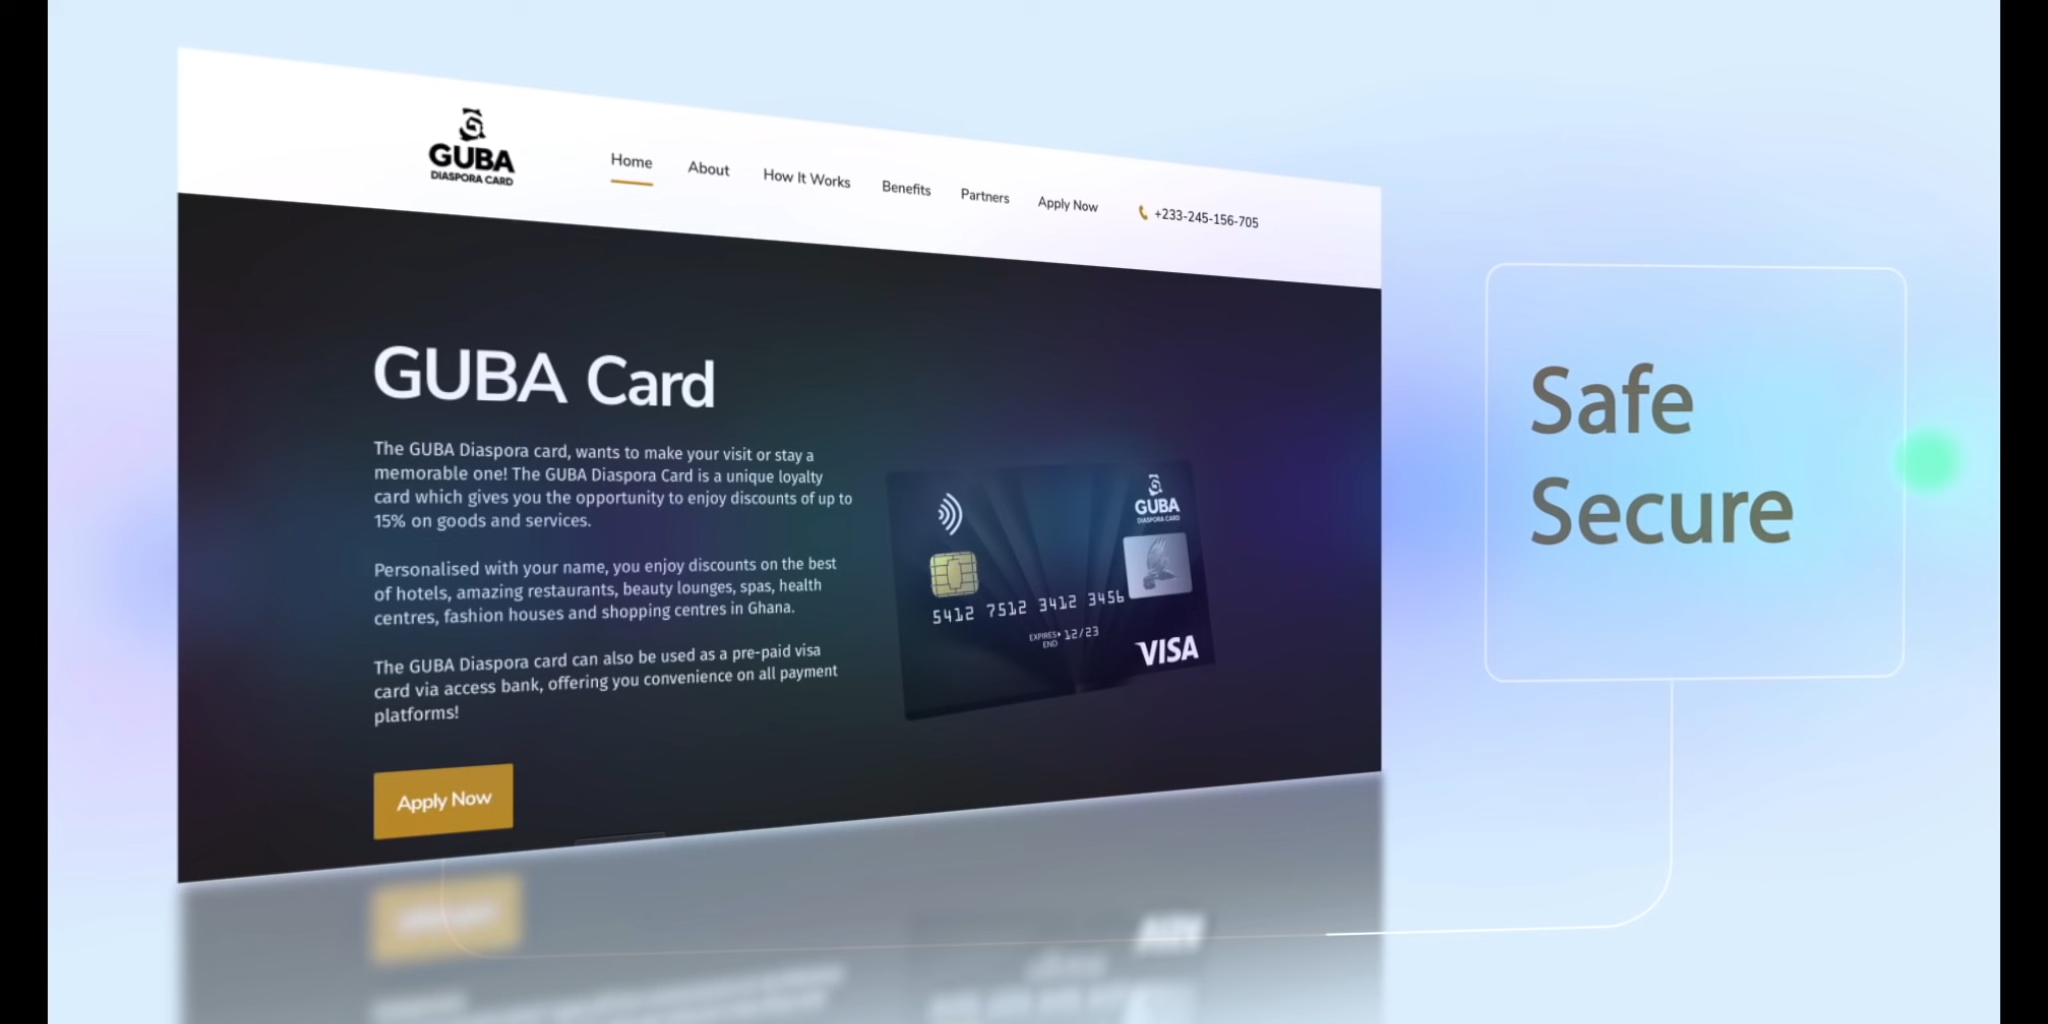 GUBA
DIASPORA CARD
Home
About
How It Works
Benefits
Partners
Apply Now
+233-245-156-705
GUBA Card
The GUBA Diaspora card, wants to make your visit or stay a
memorable one! The GUBA Diaspora Card is a unique loyalty
card which gives you the opportunity to enjoy discounts of up to
15% on goods and services.
Personalised with your name, you enjoy discounts on the best
of hotels, amazing restaurants, beauty lounges, spas, health
centres, fashion houses and shopping centres in Ghana.
The GUBA Diaspora card can also be used as a pre-paid visa
card via access bank, offering you convenience on all payment
platforms!
Apply Now
GUBA
DIASPORA CARD
5412 7512 3412 3456
EXPIRES END 12/23
VISA
Safe
Secure